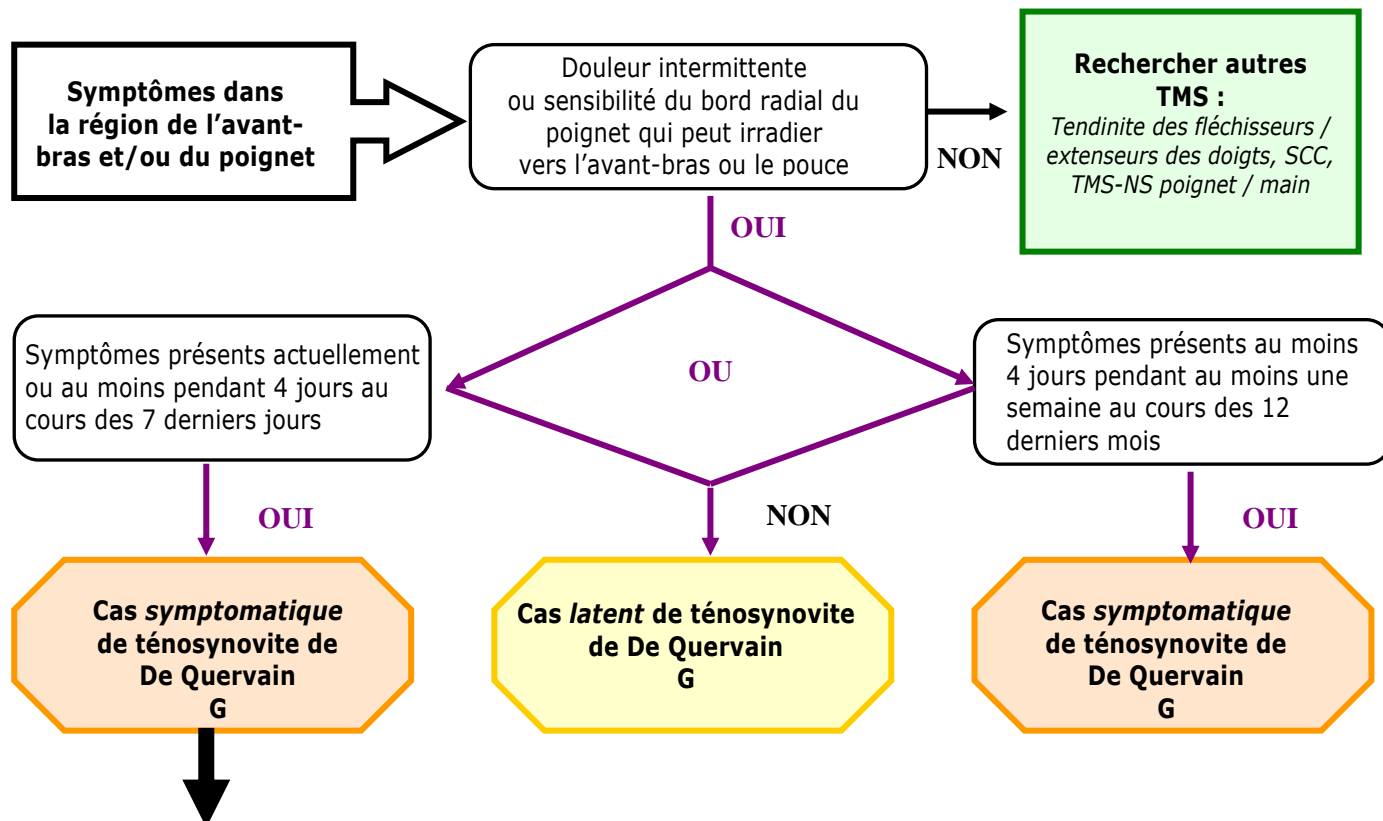 Symptômes dans
la région de l'avant-
bras et/ou du poignet
Douleur intermittente
ou sensibilité du bord radial du
poignet qui peut irradier
vers l'avant-bras ou le pouce
NON
Rechercher autres
TMS :
Tendinite des fléchisseurs /
extenseurs des doigts, SCC,
TMS-NS poignet / main
OUI
Symptômes présents actuellement
ou au moins pendant 4 jours au
cours des 7 derniers jours
OU
Symptômes présents au moins
4 jours pendant au moins une
semaine au cours des 12
derniers mois
OUI
NON
OUI
Cas symptomatique
de ténosynovite de
De Quervain
G
Cas latent de ténosynovite
de De Quervain
G
Cas symptomatique
de ténosynovite de
De Quervain
G